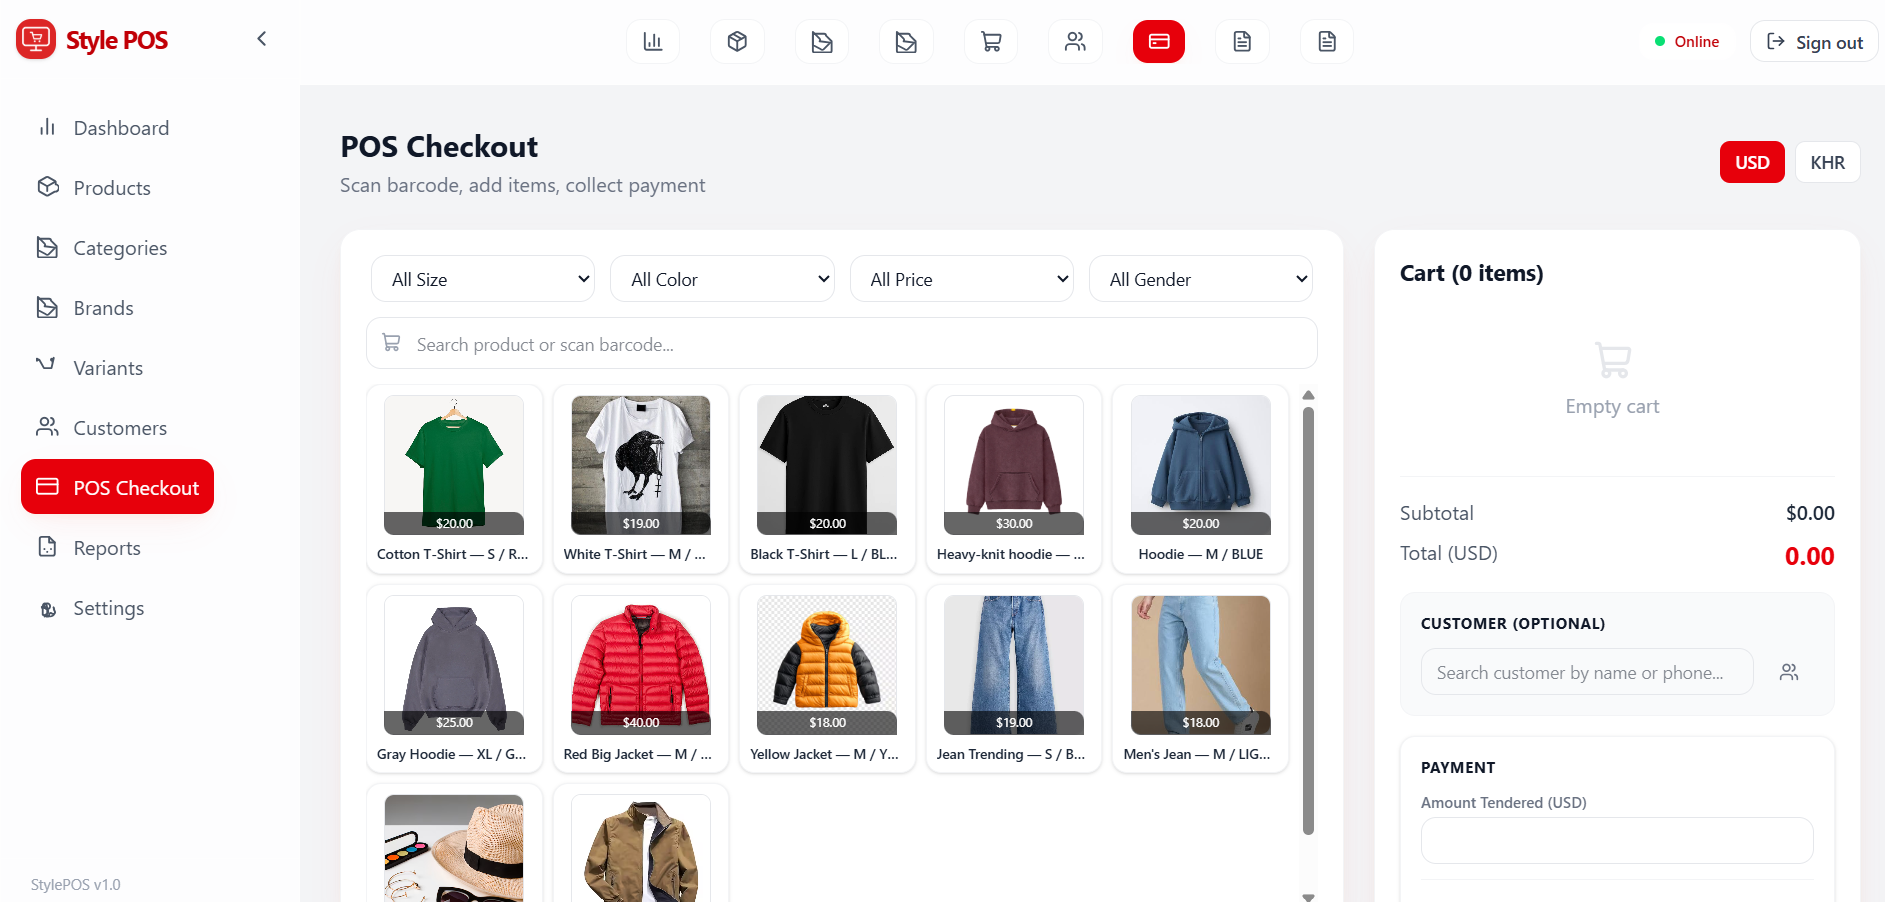 Style POS
Online
Sign out
Dashboard
Products
Categories
Brands
Variants
Customers
POS Checkout
Reports
Settings
StylePOS v1.0
POS Checkout
Scan barcode, add items, collect payment
USD
KHR
All Size
All Color
All Price
All Gender
Search product or scan barcode...
$20.00
$19.00
$20.00
$30.00
$20.00
Cotton T-Shirt — S / R...
White T-Shirt — M / ...
Black T-Shirt — L / BL...
Heavy-knit hoodie — ...
Hoodie — M / BLUE
$25.00
$40.00
$18.00
$19.00
$18.00
Gray Hoodie — XL / G...
Red Big Jacket — M / ...
Yellow Jacket — M / Y...
Jean Trending — S / B...
Men's Jean — M / LIG...
Cart (0 items)
Empty cart
Subtotal
$0.00
Total (USD)
0.00
CUSTOMER (OPTIONAL)
Search customer by name or phone...
PAYMENT
Amount Tendered (USD)